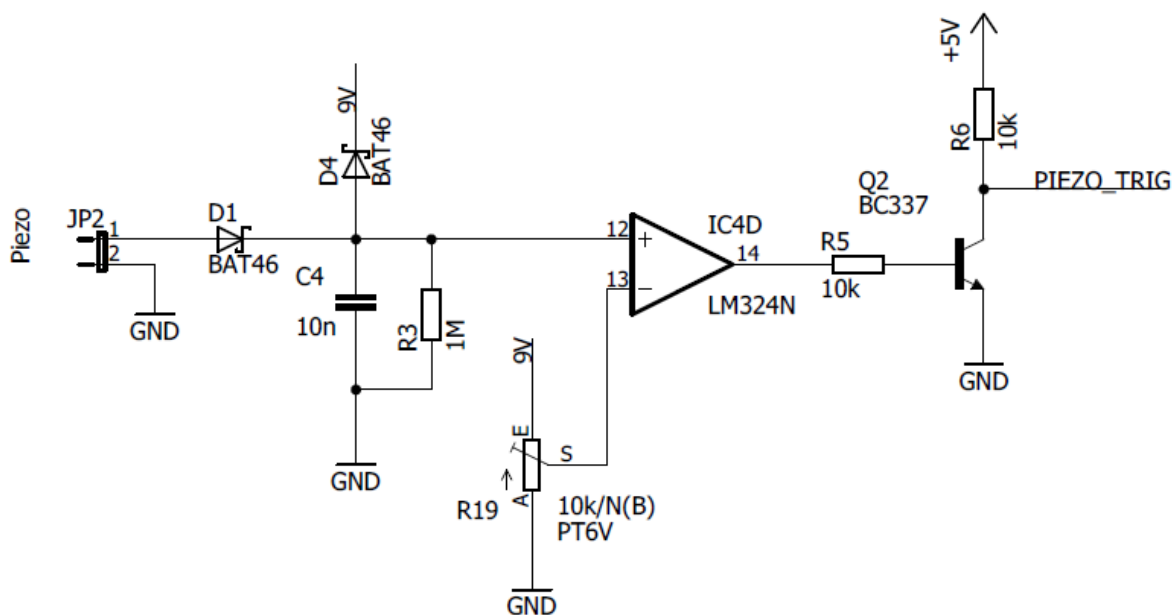 Piezo
JP2
1
2
GND
D1
BAT46
9V
D4
BAT46
C4
10n
R3
1M
GND
9V
E
S
A
R19
10k/N(B)
PT6V
GND
12
+
13
−
IC4D
14
LM324N
R5
10k
Q2
BC337
+5V
R6
10k
PIEZO_TRIG
GND